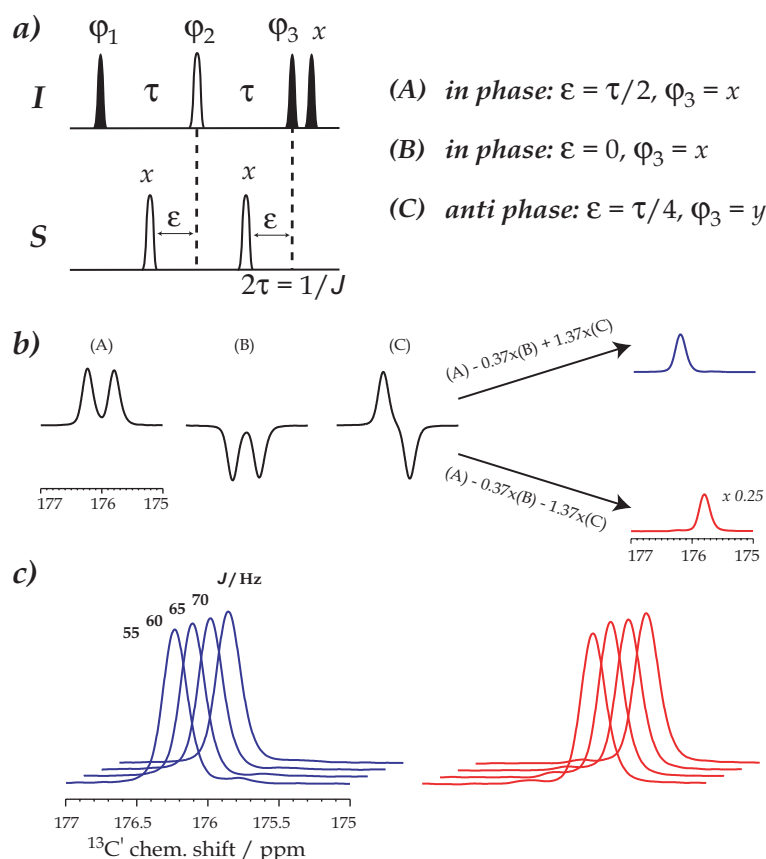 a)
φ1 φ2 φ3 x
I τ τ
x x
S ε ε
2τ = 1/J
(A) in phase: ε = τ/2, φ3 = x
(B) in phase: ε = 0, φ3 = x
(C) anti phase: ε = τ/4, φ3 = y
b)
(A) (B) (C)
(A) - 0.37x(B) + 1.37x(C)
(A) - 0.37x(B) - 1.37x(C)
x 0.25
177 176 175
177 176 175
c)
J/Hz
55 60 65 70
177 176.5 176 175.5 175
13C' chem. shift / ppm